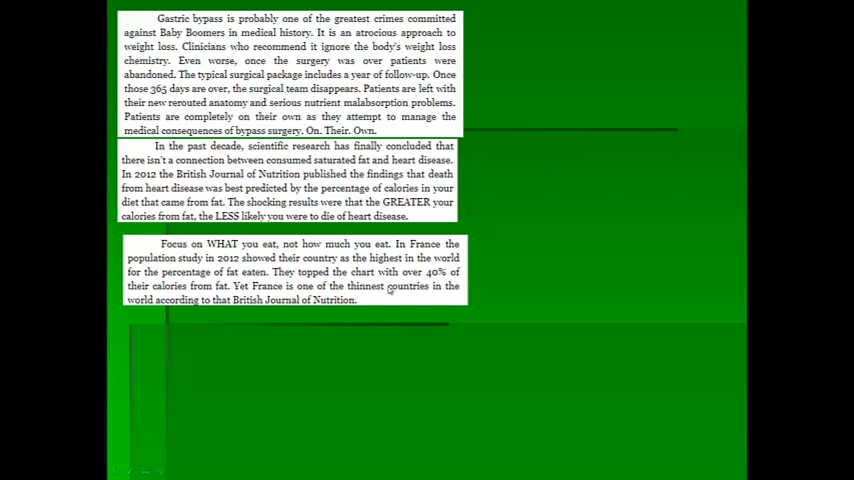 Gastric bypass is probably one of the greatest crimes committed
against Baby Boomers in medical history. It is an atrocious approach to
weight loss. Clinicians who recommend it ignore the body's weight loss
chemistry. Even worse, once the surgery was over patients were
abandoned. The typical surgical package includes a year of follow-up. Once
those 365 days are over, the surgical team disappears. Patients are left with
their new rerouted anatomy and serious nutrient malabsorption problems.
Patients are completely on their own as they attempt to manage the
medical consequences of bypass surgery. On. Their. Own.
In the past decade, scientific research has finally concluded that
there isn't a connection between consumed saturated fat and heart disease.
In 2012 the British Journal of Nutrition published the findings that death
from heart disease was best predicted by the percentage of calories in your
diet that came from fat. The shocking results were that the GREATER your
calories from fat, the LESS likely you were to die of heart disease.
Focus on WHAT you eat, not how much you eat. In France the
population study in 2012 showed their country as the highest in the world
for the percentage of fat eaten. They topped the chart with over 40% of
their calories from fat. Yet France is one of the thinnest countries in the
world according to that British Journal of Nutrition.